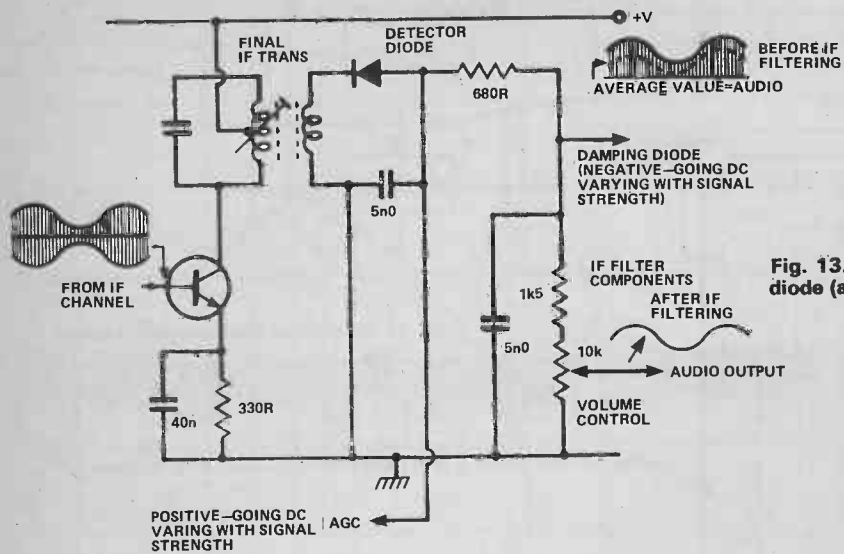 +V
FINAL
IF TRANS
DETECTOR
DIODE
680R
BEFORE IF
FILTERING
AVERAGE VALUE=AUDIO
DAMPING DIODE
(NEGATIVE—GOING DC
VARYING WITH SIGNAL
STRENGTH)
5n0
FROM IF
CHANNEL
Fig. 13.
diode (a
IF FILTER
COMPONENTS
1k5
AFTER IF
FILTERING
5n0
10k
AUDIO OUTPUT
VOLUME
CONTROL
40n
330R
POSITIVE—GOING DC
VARING WITH SIGNAL
STRENGTH
AGC